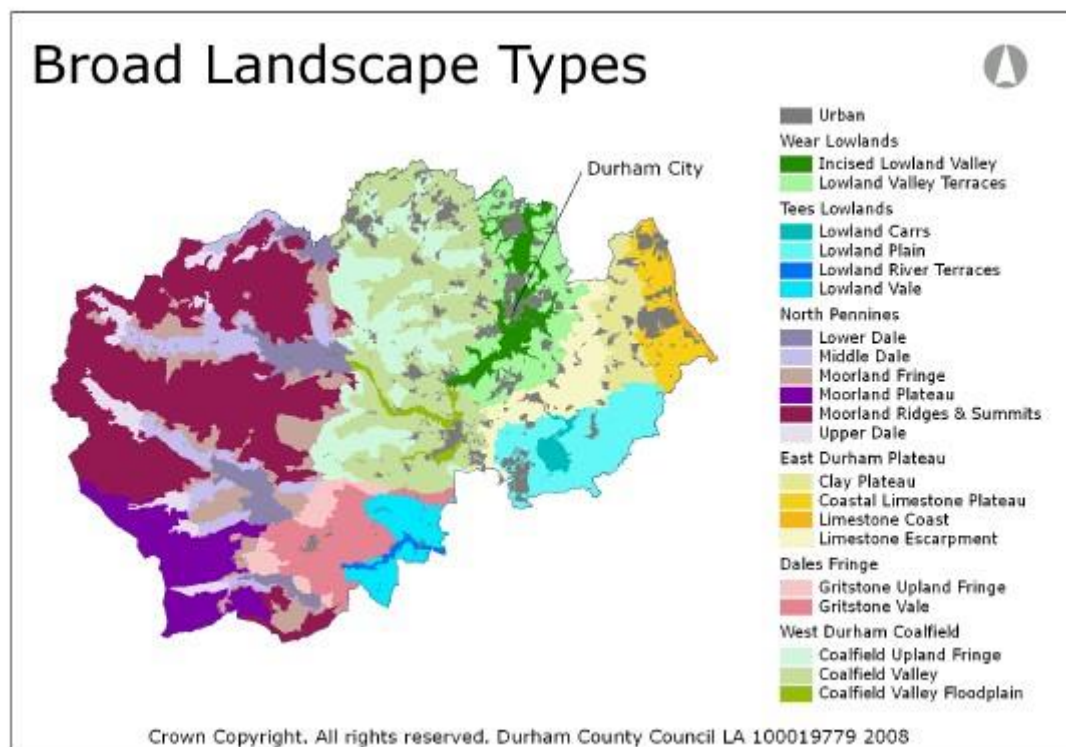 Broad Landscape Types
Durham City
Urban
Wear Lowlands
Incised Lowland Valley
Lowland Valley Terraces
Tees Lowlands
Lowland Carrs
Lowland Plain
Lowland River Terraces
Lowland Vale
North Pennines
Lower Dale
Middle Dale
Moorland Fringe
Moorland Plateau
Moorland Ridges & Summits
Upper Dale
East Durham Plateau
Clay Plateau
Coastal Limestone Plateau
Limestone Coast
Limestone Escarpment
Dales Fringe
Gritstone Upland Fringe
Gritstone Vale
West Durham Coalfield
Coalfield Upland Fringe
Coalfield Valley
Coalfield Valley Floodplain
Crown Copyright. All rights reserved. Durham County Council LA 100019779 2008